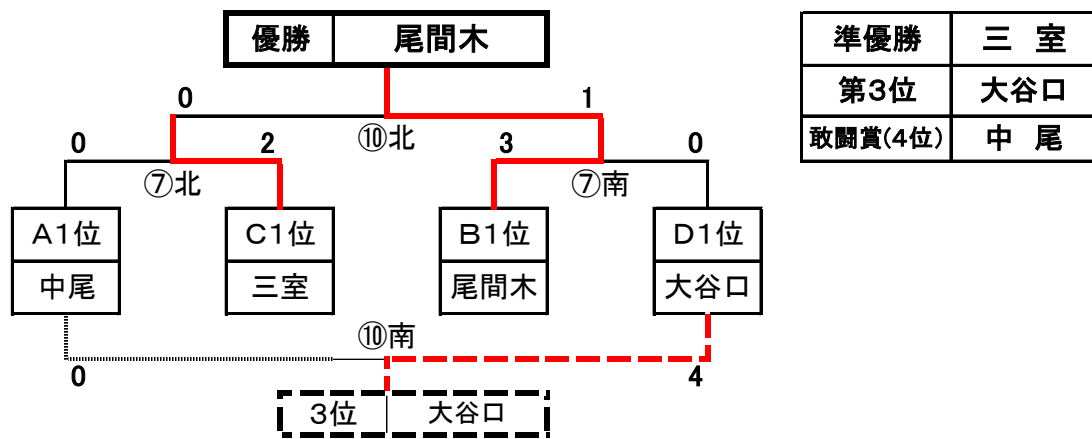 優勝 尾間木
準優勝 三 室
第3位 大谷口
敢闘賞(4位) 中 尾
0 1
⑩北
0 2 3 0
⑦北 ⑦南
A1位 C1位 B1位 D1位
中尾 三室 尾間木 大谷口
⑩南
0 4
3位 大谷口